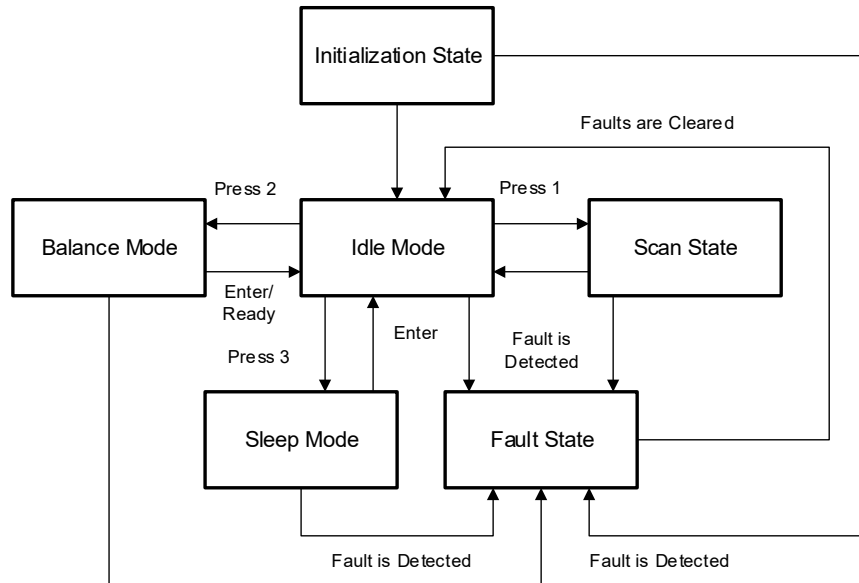 Initialization State
Faults are Cleared
Press 2
Press 1
Balance Mode
Idle Mode
Scan State
Enter/
Ready
Press 3
Enter
Fault is
Detected
Sleep Mode
Fault State
Fault is Detected
Fault is Detected